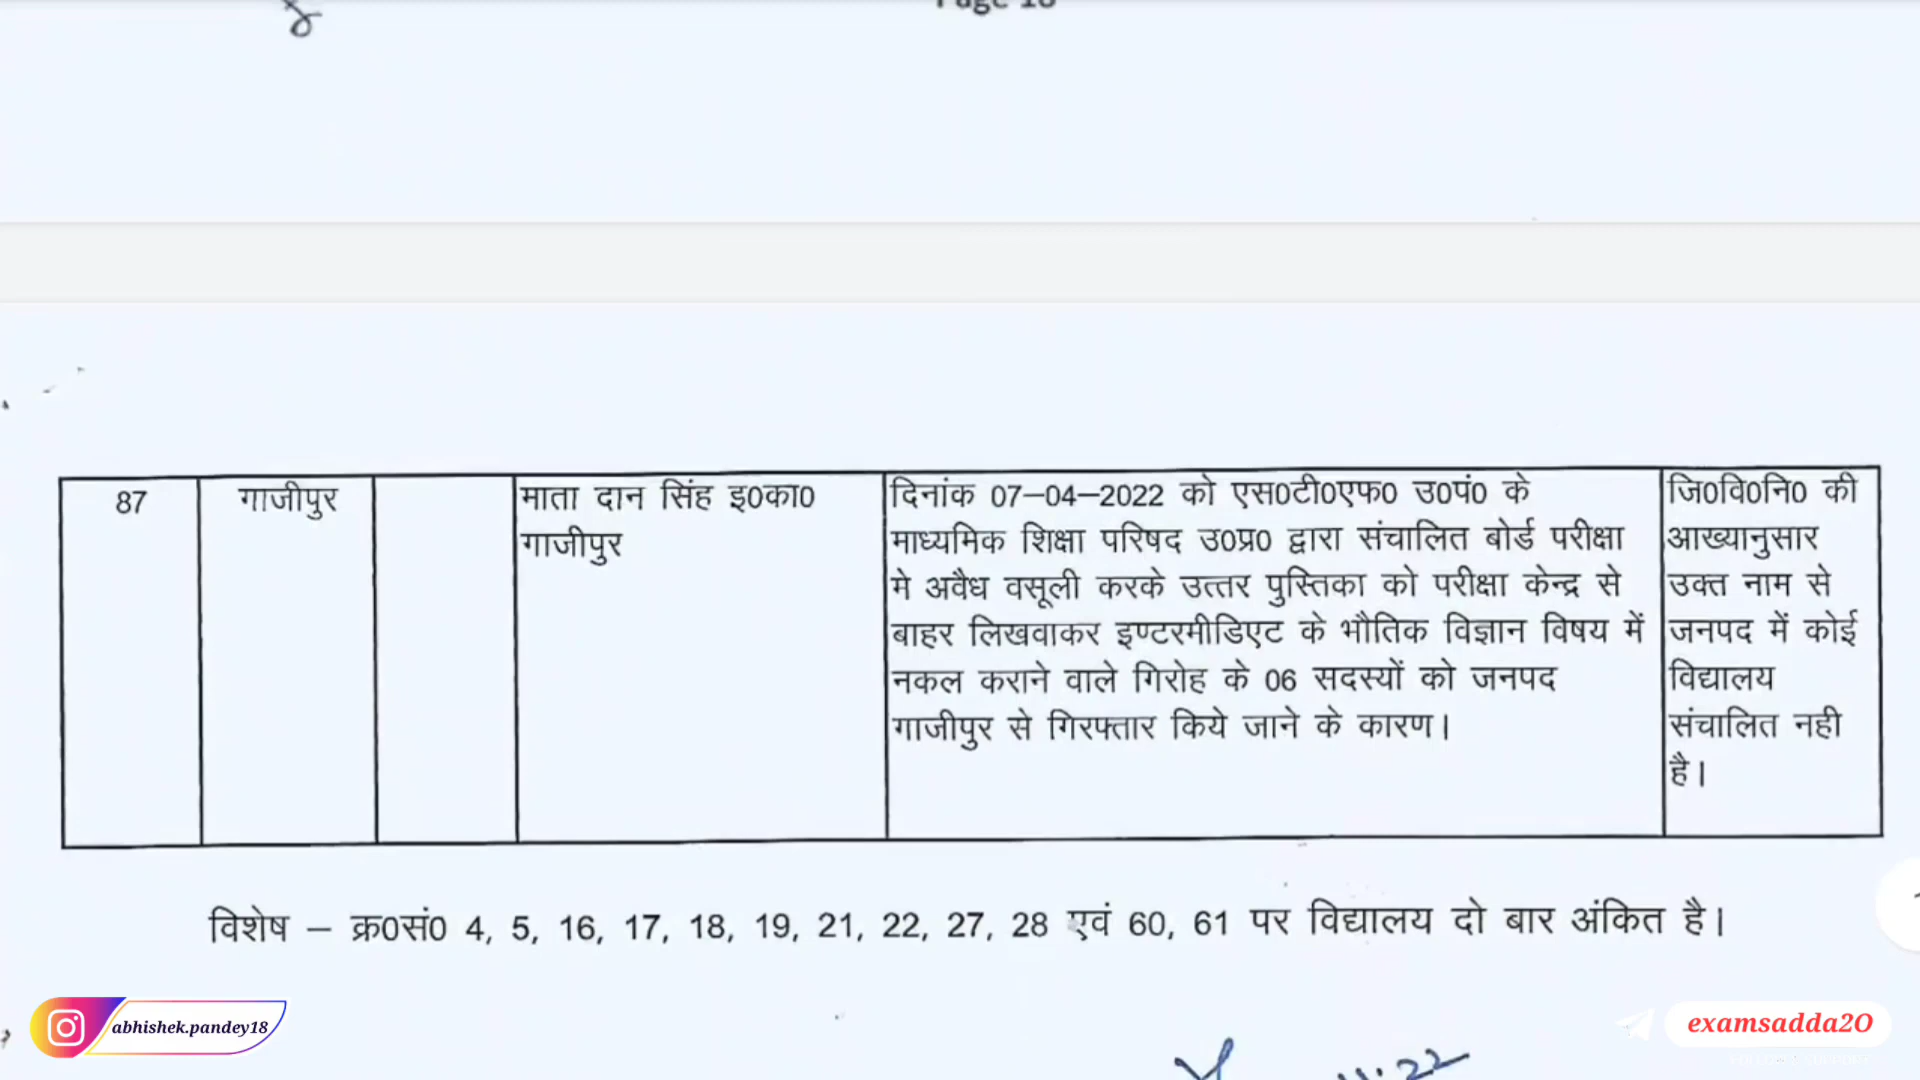 Page 10
87
गाजीपुर
माता दान सिंह इ0का0
गाजीपुर
दिनांक 07–04–2022 को एस0टी0एफ0 उ0पं0 के
माध्यमिक शिक्षा परिषद उ0प्र0 द्वारा संचालित बोर्ड परीक्षा
मे अवैध वसूली करके उत्तर पुस्तिका को परीक्षा केन्द्र से
बाहर लिखवाकर इण्टरमीडिएट के भौतिक विज्ञान विषय में
नकल कराने वाले गिरोह के 06 सदस्यों को जनपद
गाजीपुर से गिरफ्तार किये जाने के कारण।
जि0वि0नि0 की
आख्यानुसार
उक्त नाम से
जनपद में कोई
विद्यालय
संचालित नही
है।
विशेष – क्र0सं0 4, 5, 16, 17, 18, 19, 21, 22, 27, 28 एवं 60, 61 पर विद्यालय दो बार अंकित है।
abhishek.pandey18
examsadda20